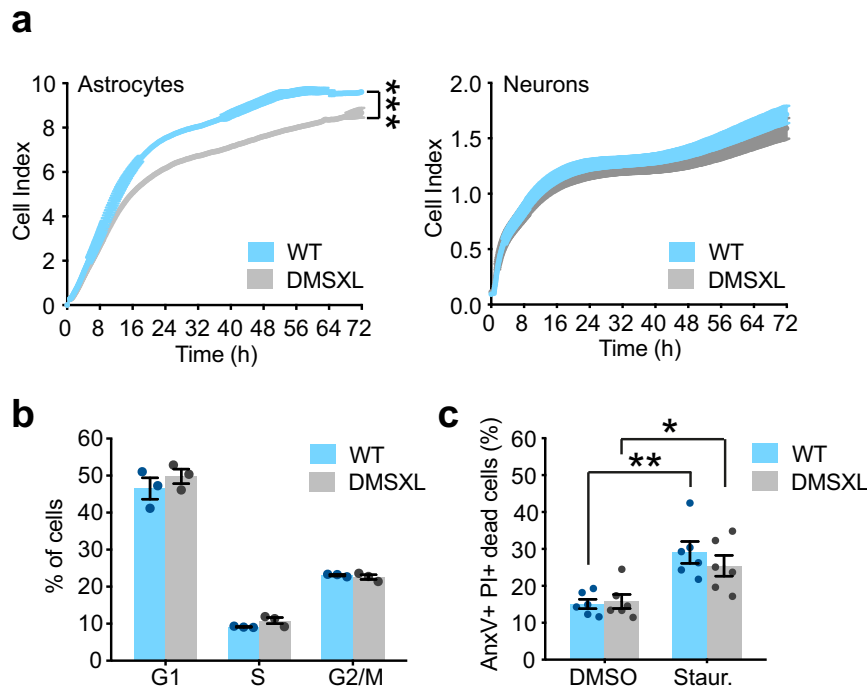 a
Astrocytes
10
8
6
4
2
0
Cell Index
***
WT
DMSXL
0 8 16 24 32 40 48 56 64 72
Time (h)
Neurons
2.0
1.5
1.0
0.5
0.0
Cell Index
WT
DMSXL
0 8 16 24 32 40 48 56 64 72
Time (h)
b
60
50
40
30
20
10
0
% of cells
WT
DMSXL
G1 S G2/M
c
60
50
40
30
20
10
0
AnxV+ PI+ dead cells (%)
*
**
WT
DMSXL
DMSO Staur.